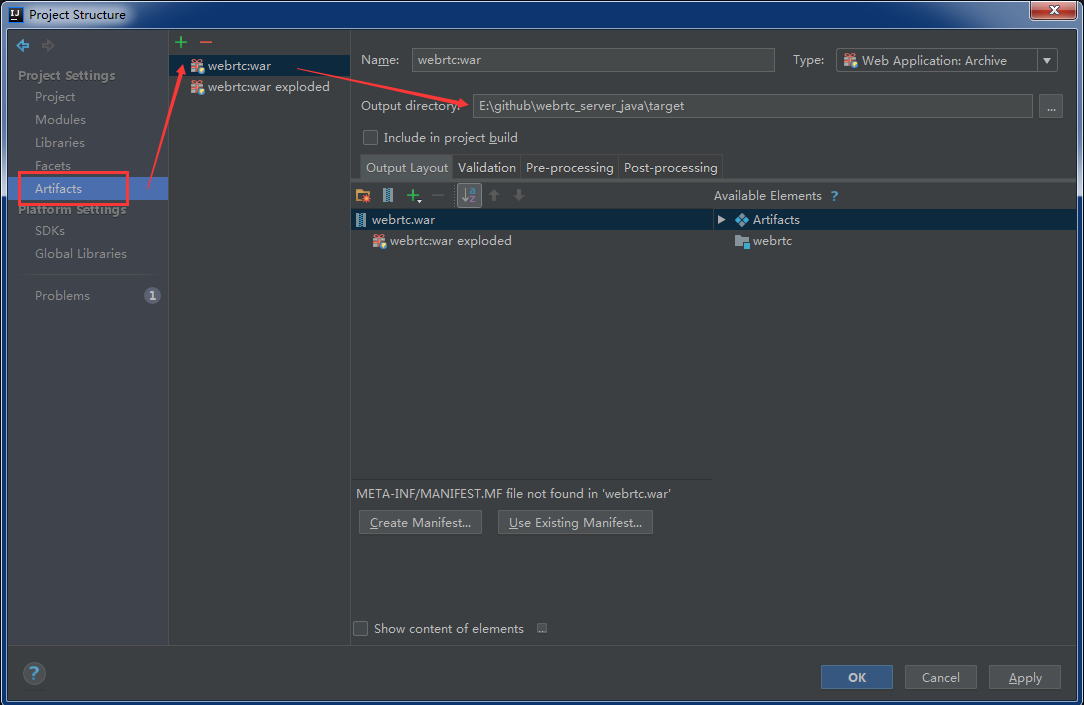 Project Structure
Project Settings
Project
Modules
Libraries
Facets
Artifacts
Platform Settings
SDKs
Global Libraries
Problems 1
webrtc:war
webrtc:war exploded
Name: webrtc:war Type: Web Application: Archive
Output directory: E:\github\webrtc_server_java\target ...
Include in project build
Output Layout Validation Pre-processing Post-processing
Available Elements ?
webrtc.war
webrtc:war exploded
Artifacts
webrtc
META-INF/MANIFEST.MF file not found in 'webrtc.war'
Create Manifest... Use Existing Manifest...
Show content of elements ...
? OK Cancel Apply